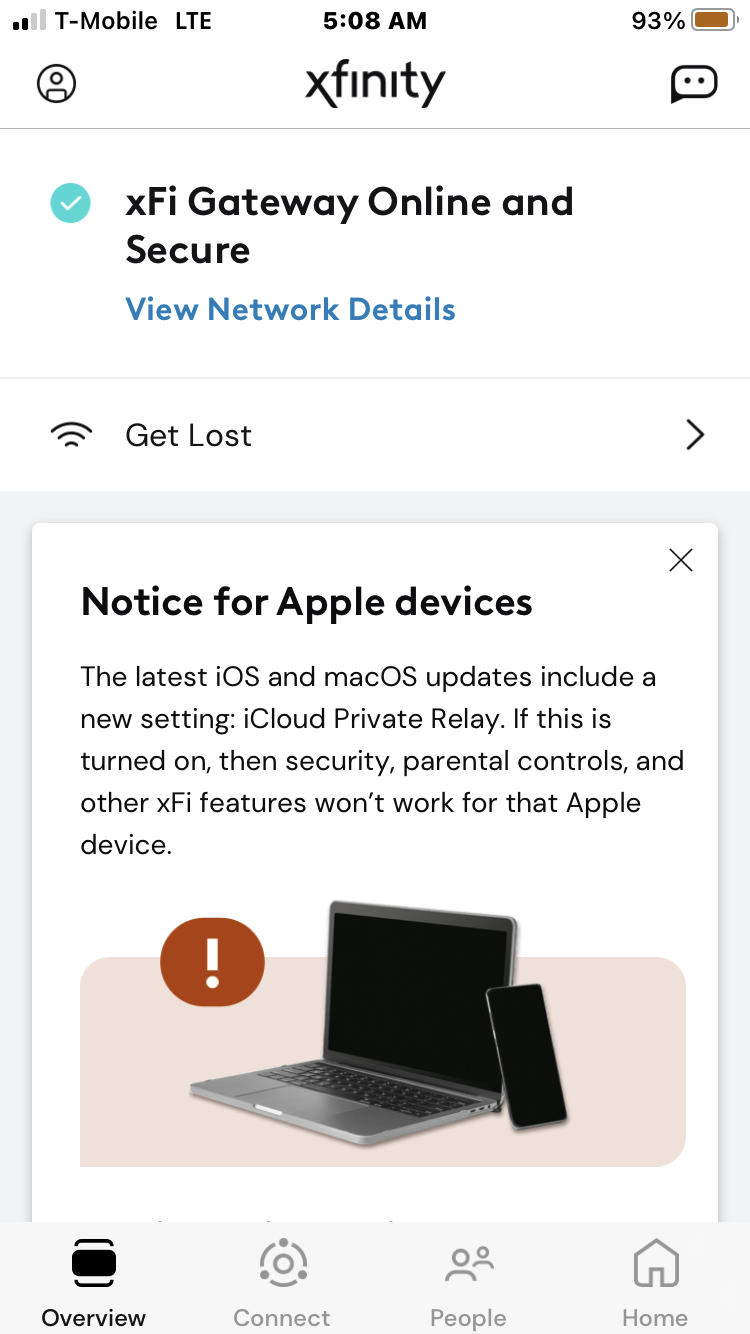 T-Mobile LTE 5:08 AM 93%
xfinity
xFi Gateway Online and
Secure
View Network Details
Get Lost
Notice for Apple devices
The latest iOS and macOS updates include a
new setting: iCloud Private Relay. If this is
turned on, then security, parental controls, and
other xFi features won’t work for that Apple
device.
!
Overview Connect People Home